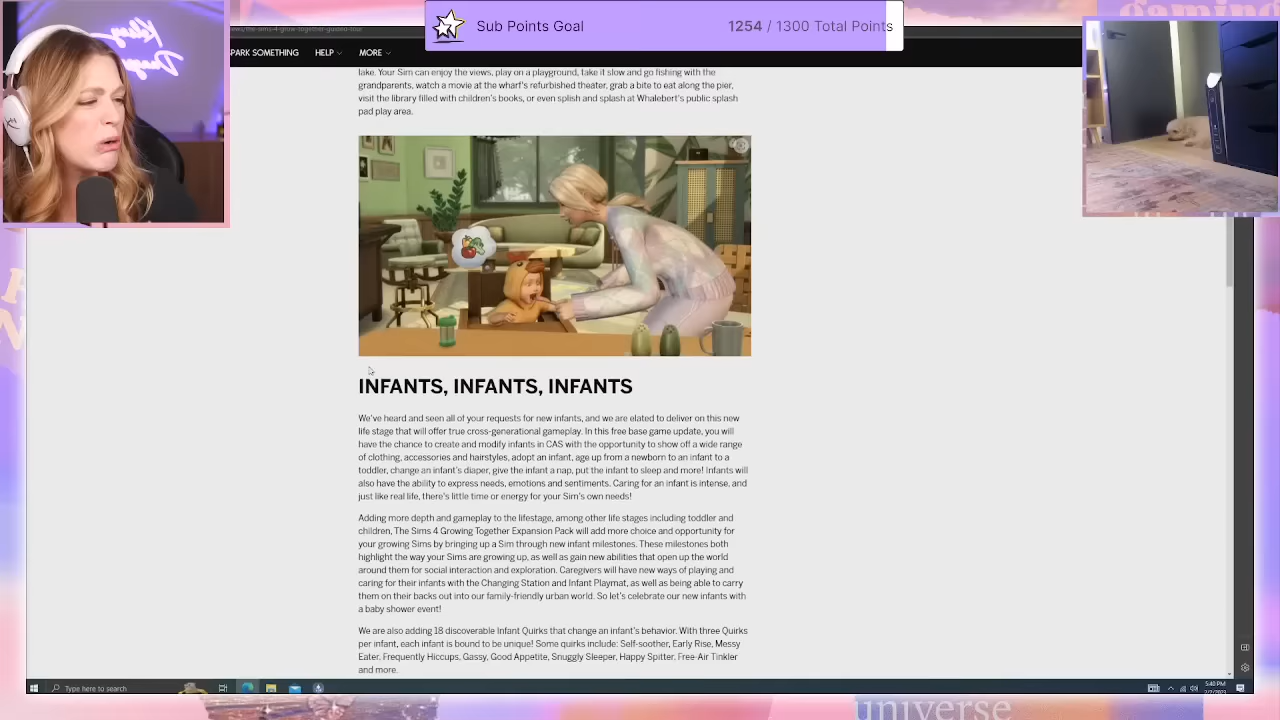 Sub Points Goal
1254 / 1300 Total Points
SPARK SOMETHING
HELP
MORE
lake. Your Sim can enjoy the views, play on a playground, take it slow and go fishing with the
grandparents, watch a movie at the wharf's refurbished theater, grab a bite to eat along the pier,
visit the library filled with children's books, or even splish and splash at Whalebert's public splash
pad play area.
INFANTS, INFANTS, INFANTS
We've heard and seen all of your requests for new infants, and we are elated to deliver on this new
life stage that will offer true cross-generational gameplay. In this free base game update, you will
have the chance to create and modify infants in CAS with the opportunity to show off a wide range
of clothing, accessories and hairstyles, adopt an infant, age up from a newborn to an infant to a
toddler, change an infant's diaper, give the infant a nap, put the infant to sleep and more! Infants will
also have the ability to express needs, emotions and sentiments. Caring for an infant is intense, and
just like real life, there's little time or energy for your Sim's own needs!
Adding more depth and gameplay to the lifestage, among other life stages including toddler and
children, The Sims 4 Growing Together Expansion Pack will add more choice and opportunity for
your growing Sims by bringing up a Sim through new infant milestones. These milestones both
highlight the way your Sims are growing up, as well as gain new abilities that open up the world
around them for social interaction and exploration. Caregivers will have new ways of playing and
caring for their infants with the Changing Station and Infant Playmat, as well as being able to carry
them on their backs out into our family-friendly urban world. So let's celebrate our new infants with
a baby shower event!
We are also adding 18 discoverable Infant Quirks that change an infant's behavior. With three Quirks
per infant, each infant is bound to be unique! Some quirks include: Self-soother, Early Rise, Messy
Eater, Frequently Hiccups, Gassy, Good Appetite, Snuggly Sleeper, Happy Spitter, Free-Air Tinkler
and more.
Type here to search
5:40 PM
2/2/2023
universe